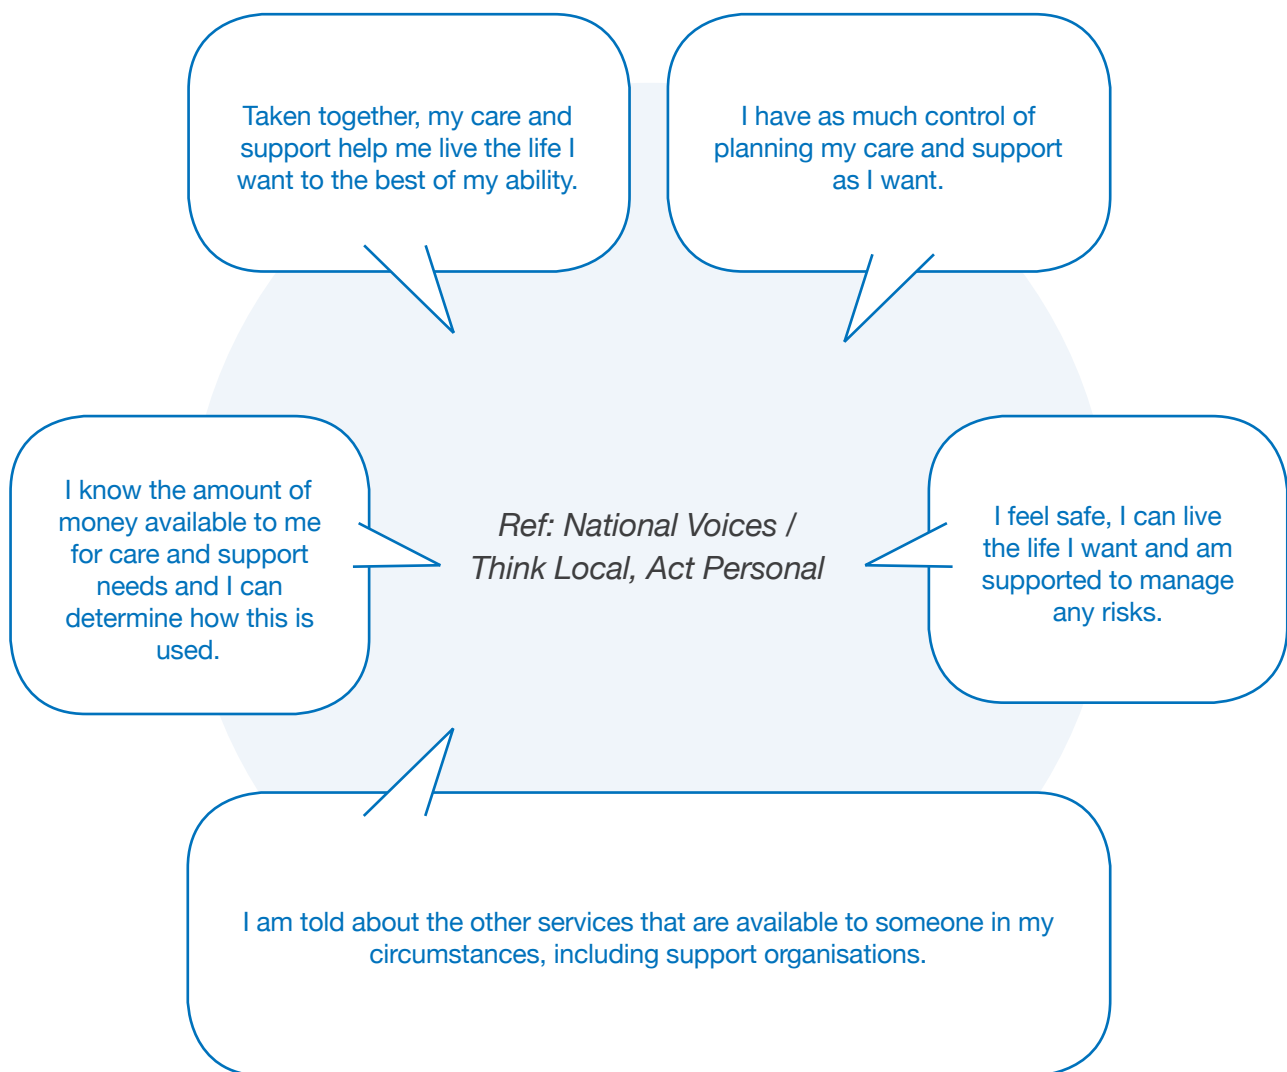 Taken together, my care and
support help me live the life I
want to the best of my ability.
I have as much control of
planning my care and support
as I want.
I know the amount of
money available to me
for care and support
needs and I can
determine how this is
used.
Ref: National Voices /
Think Local, Act Personal
I feel safe, I can live
the life I want and am
supported to manage
any risks.
I am told about the other services that are available to someone in my
circumstances, including support organisations.